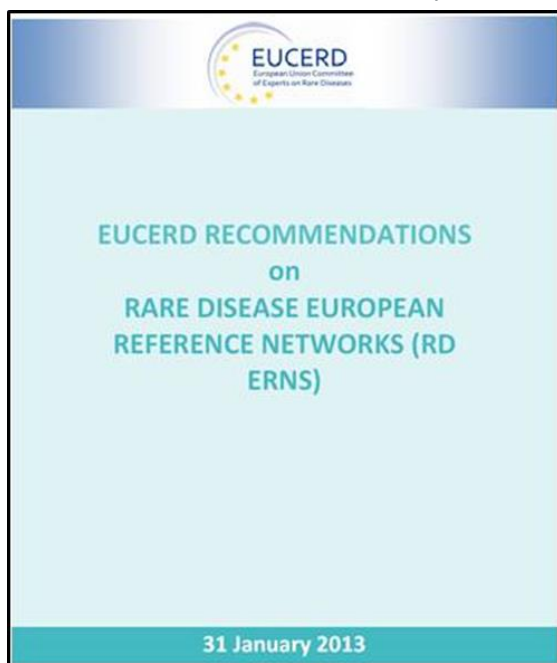 EUCERD
European Union Committee
of Experts on Rare Diseases
EUCERD RECOMMENDATIONS
on
RARE DISEASE EUROPEAN
REFERENCE NETWORKS (RD
ERNS)
31 January 2013